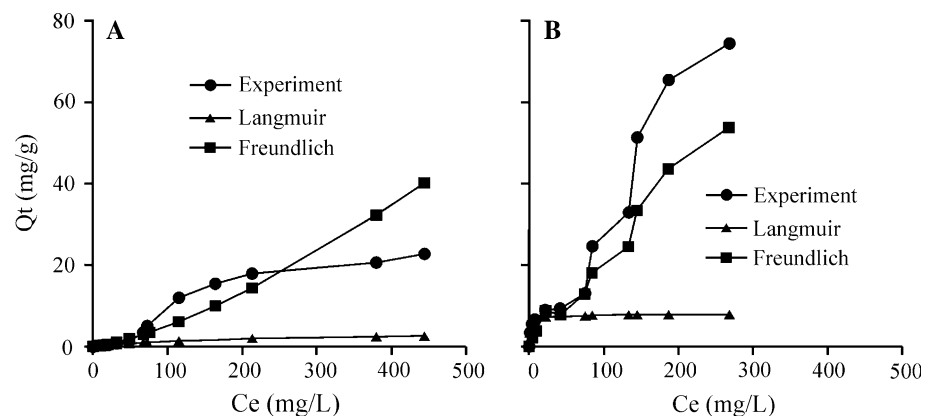 A
B
80
60
40
20
0
Qt (mg/g)
Experiment
Langmuir
Freundlich
Experiment
Langmuir
Freundlich
0 100 200 300 400 500
0 100 200 300 400 500
Ce (mg/L)
Ce (mg/L)